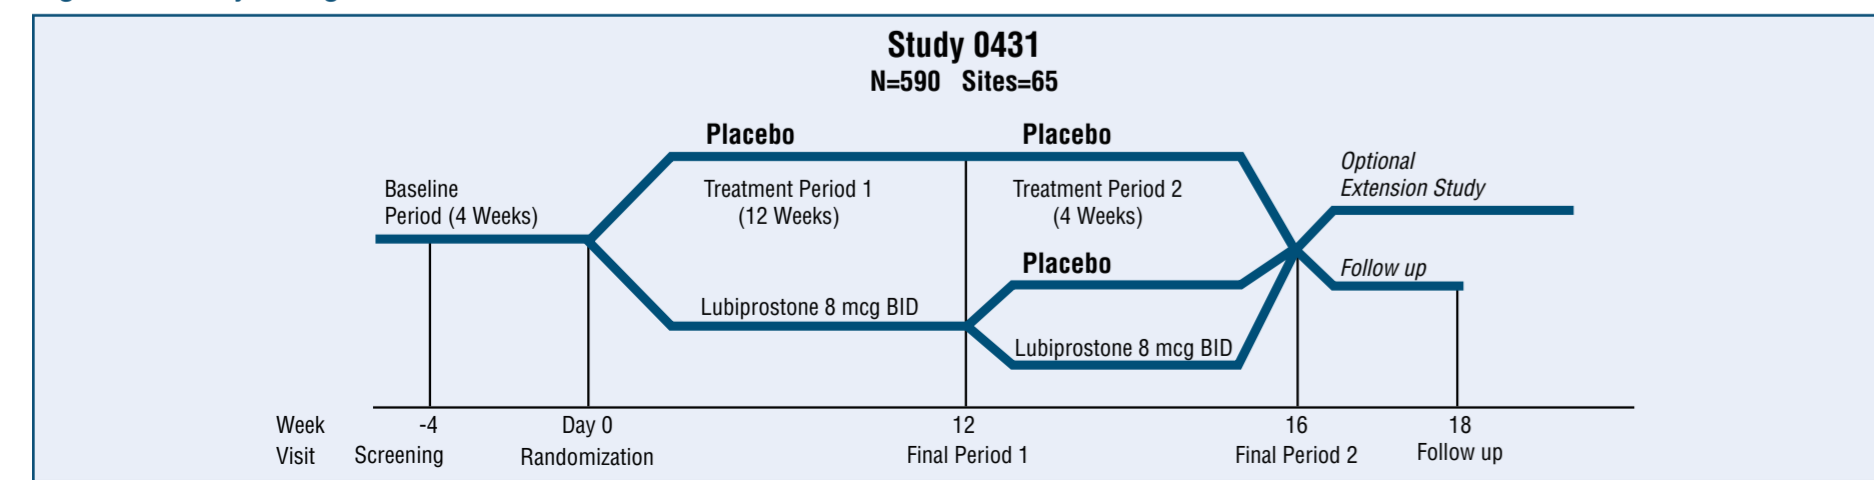 Study 0431
N=590 Sites=65
Placebo
Placebo
Optional
Extension Study
Baseline
Period (4 Weeks)
Treatment Period 1
(12 Weeks)
Treatment Period 2
(4 Weeks)
Placebo
Follow up
Lubiprostone 8 mcg BID
Lubiprostone 8 mcg BID
Week -4 Day 0 12 16 18
Visit Screening Randomization Final Period 1 Final Period 2 Follow up